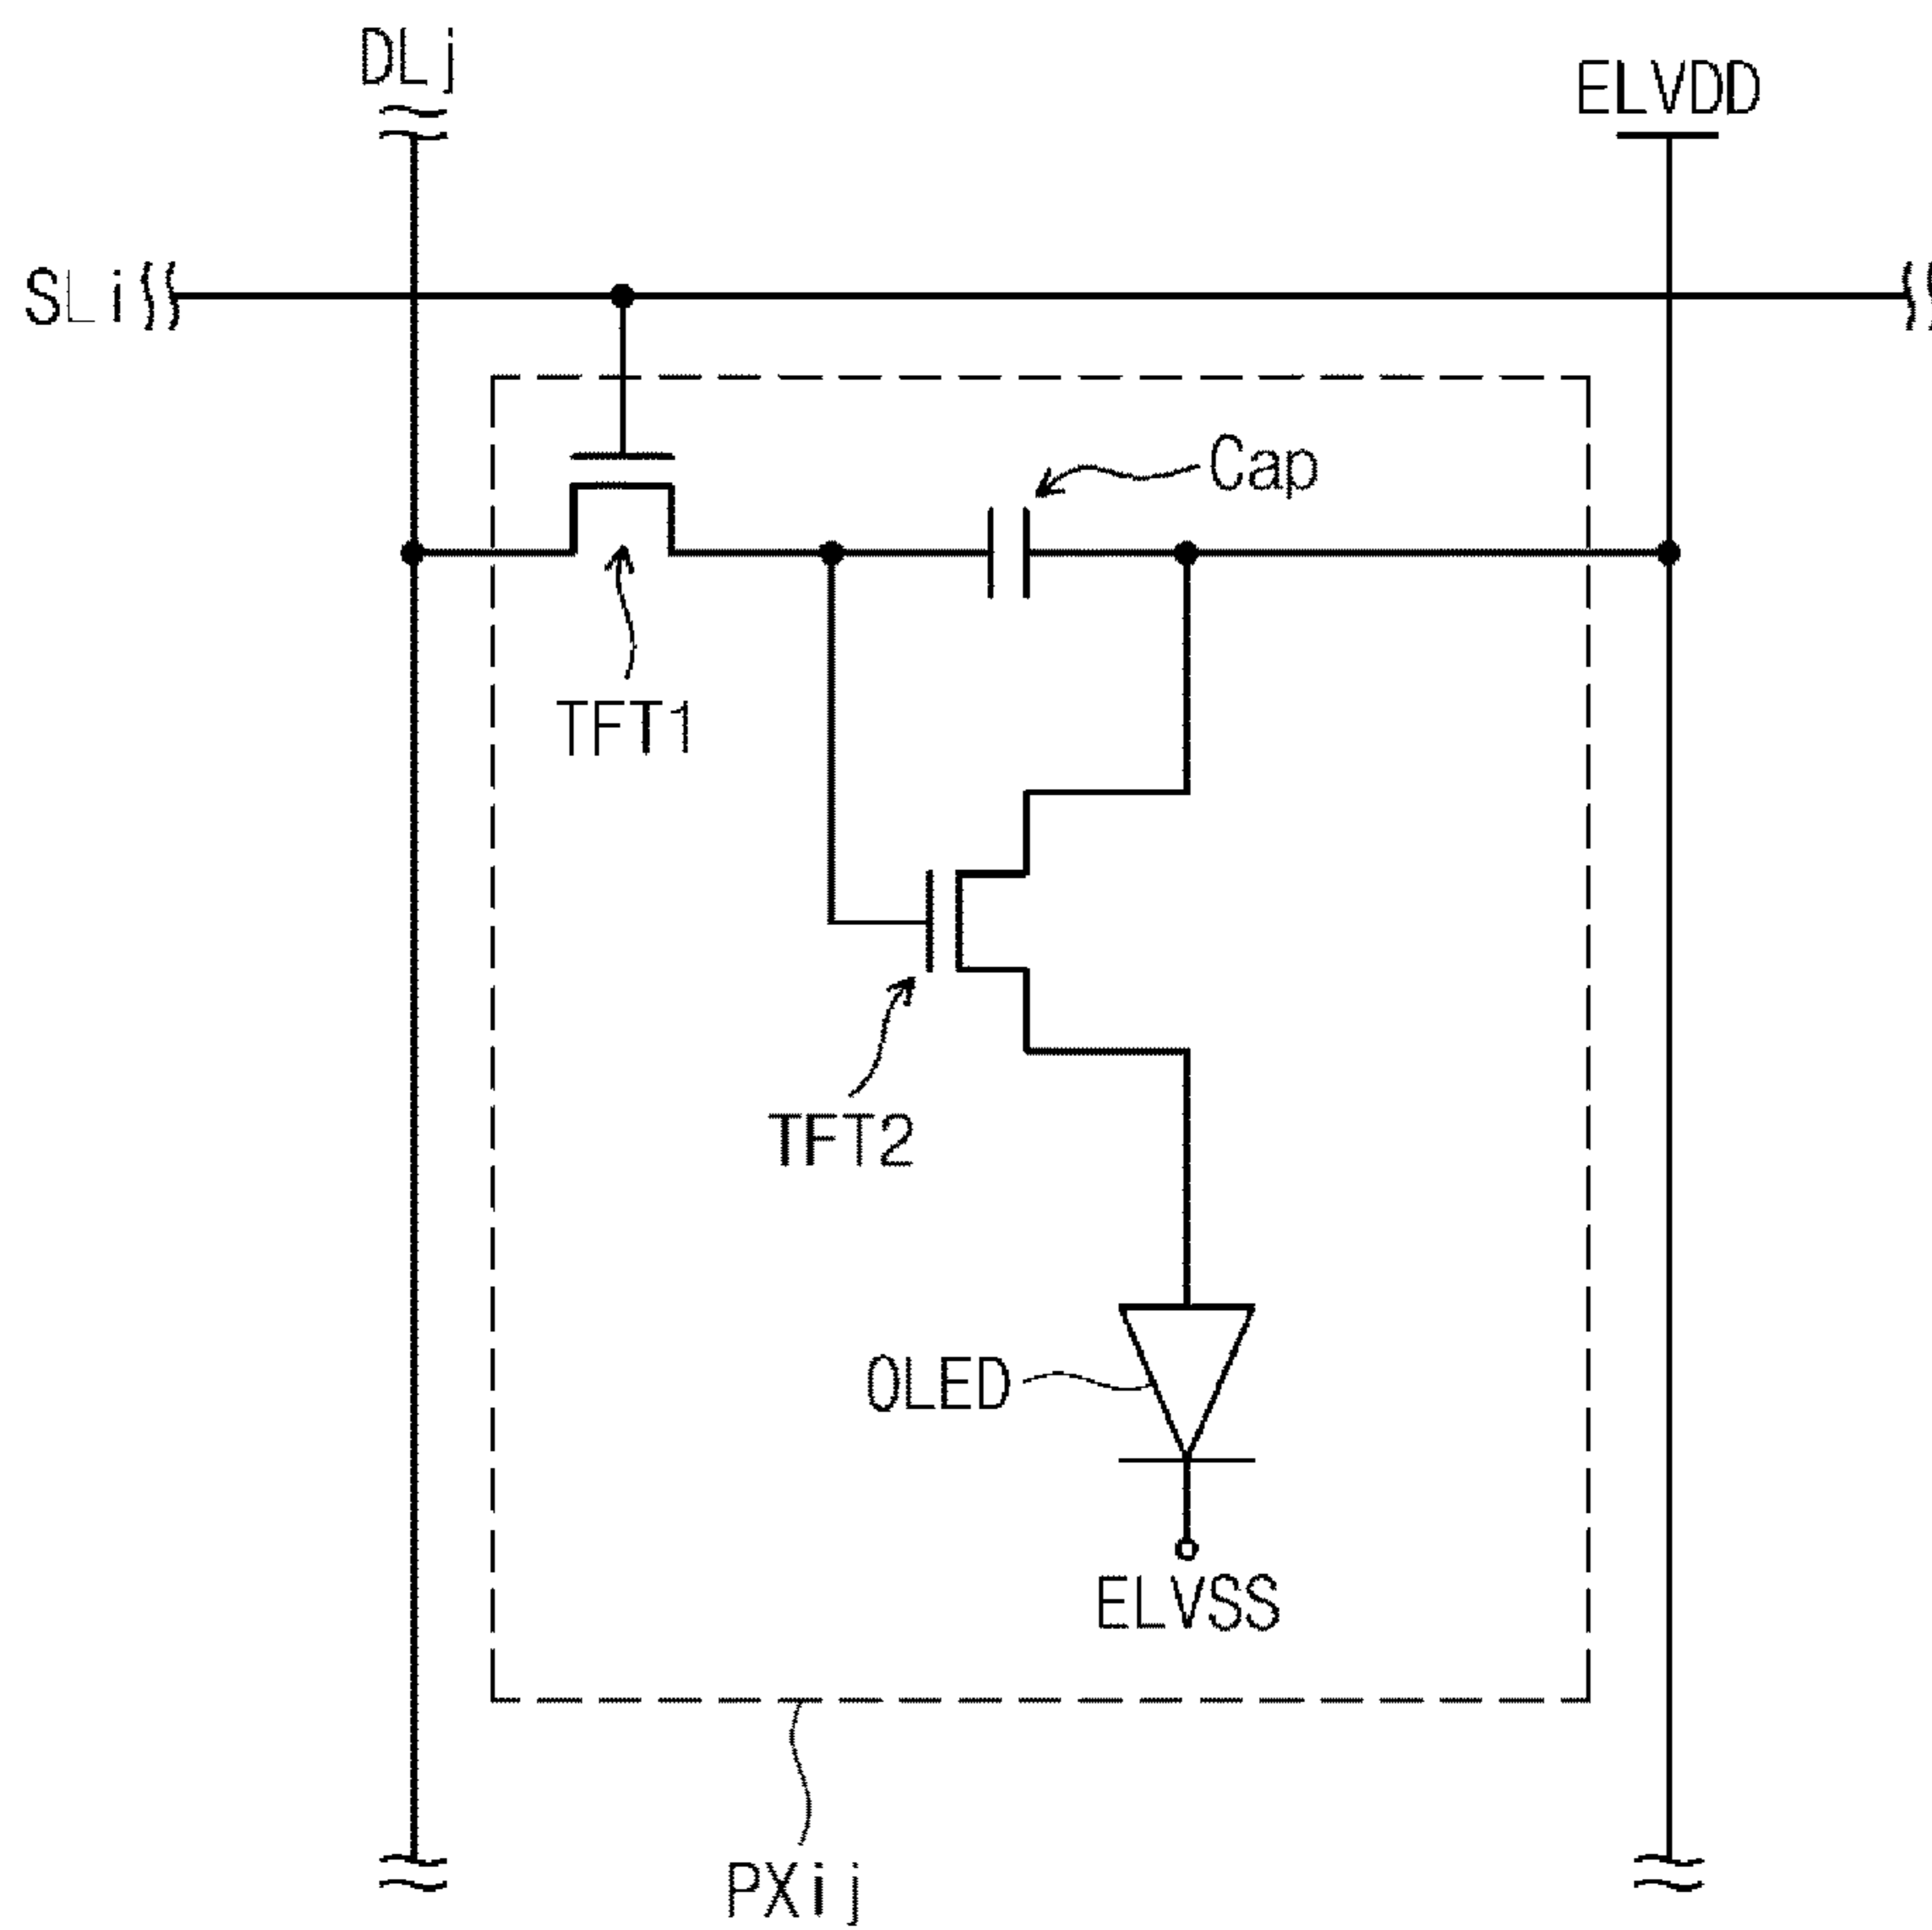 DLj
ELVDD
SLi
Cap
TFT1
TFT2
OLED
ELVSS
PXij